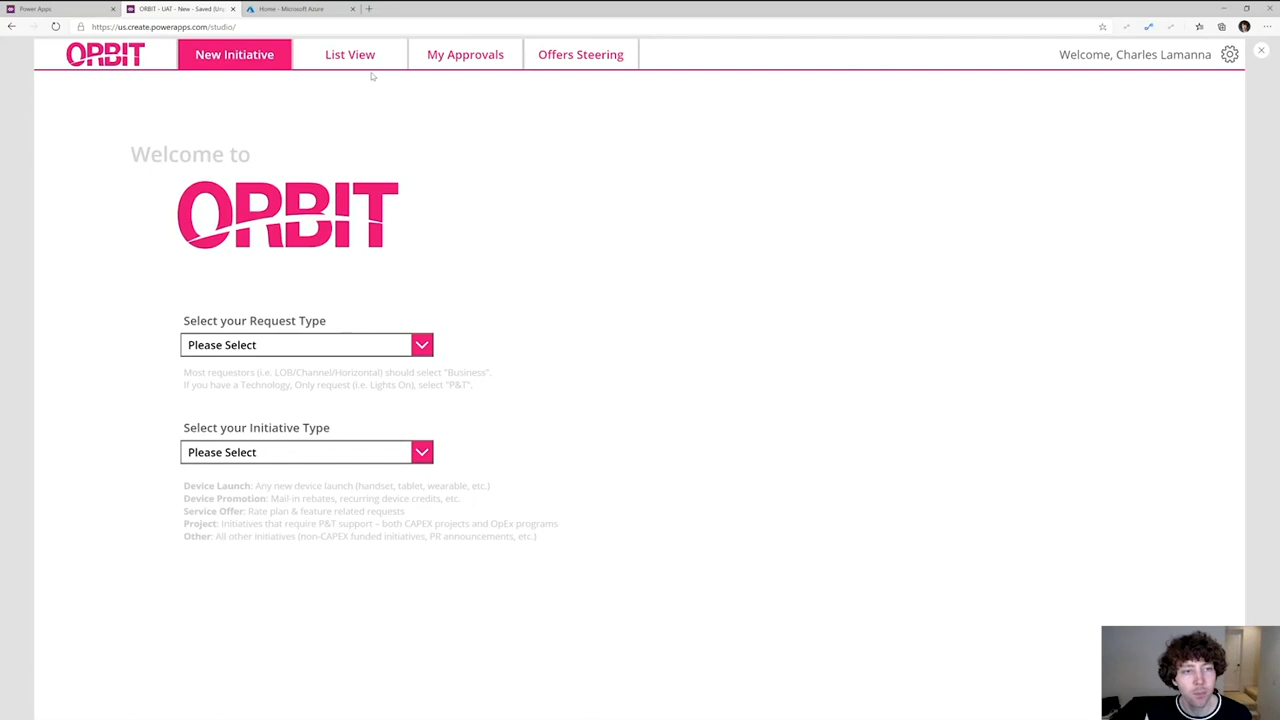 Power Apps
ORBIT - UAT - New - Saved (Un
Home - Microsoft Azure
https://us.create.powerapps.com/studio/
ORBIT
New Initiative
List View
My Approvals
Offers Steering
Welcome, Charles Lamanna
Welcome to
ORBIT
Select your Request Type
Please Select
Most requestors (i.e. LOB/Channel/Horizontal) should select "Business".
If you have a Technology, Only request (i.e. Lights On), select "P&T".
Select your Initiative Type
Please Select
Device Launch: Any new device launch (handset, tablet, wearable, etc.)
Device Promotion: Mail-in rebates, recurring device credits, etc.
Service Offer: Rate plan & feature related requests
Project: Initiatives that require P&T support – both CAPEX projects and OpEx programs
Other: All other initiatives (non-CAPEX funded initiatives, PR announcements, etc.)